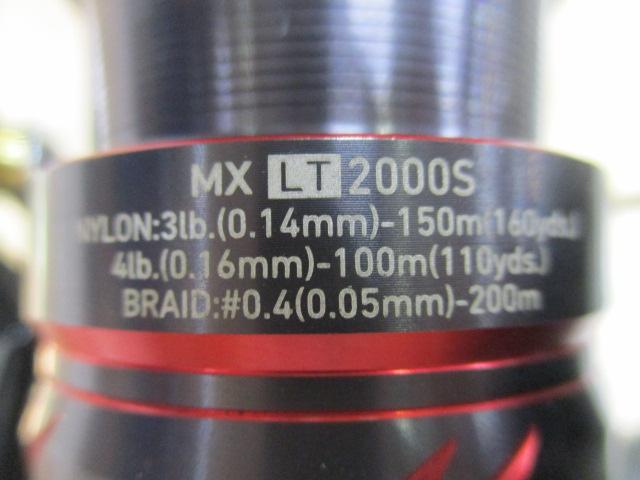 MX LT 2000S
NYLON:3lb.(0.14mm)-150m(160yds.)
4lb.(0.16mm)-100m(110yds.)
BRAID:#0.4(0.05mm)-200m